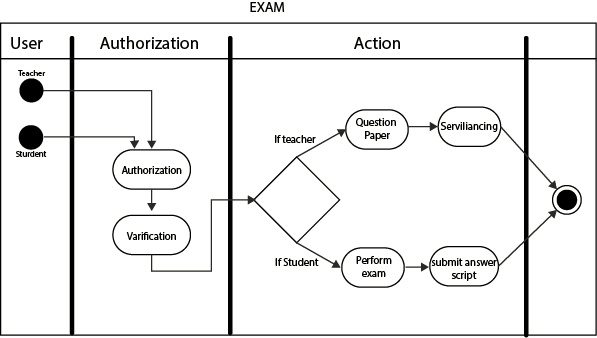 EXAM
User
Authorization
Action
Teacher
Sturdent
Authorization
Varification
If teacher
Question
Paper
Serviliancing
If Student
Perform
exam
submit answer
script